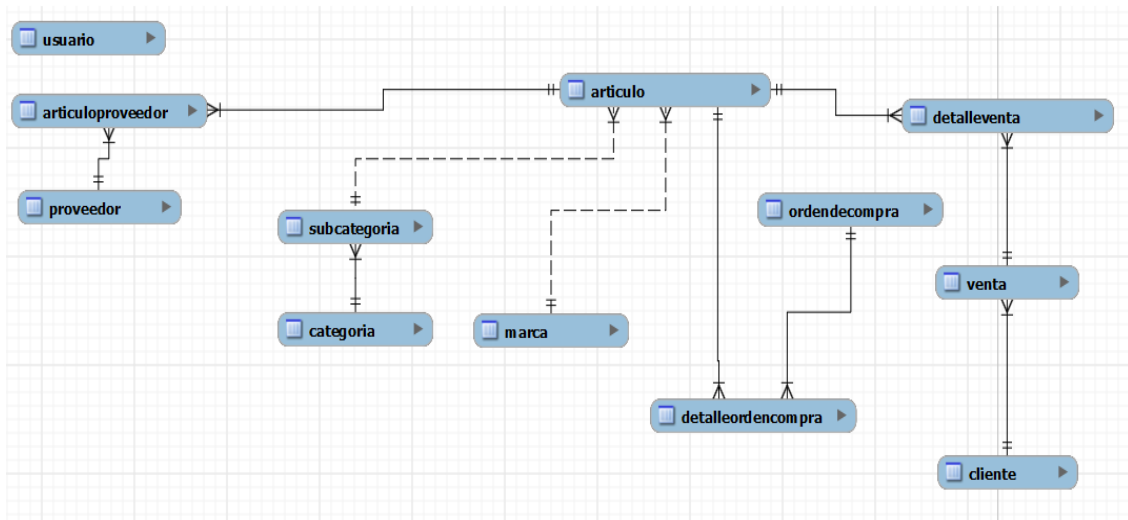 usuario
articuloproveedor
articulo
detalleventa
proveedor
subcategoria
ordendecompra
venta
categoria
marca
detalleordencompra
cliente